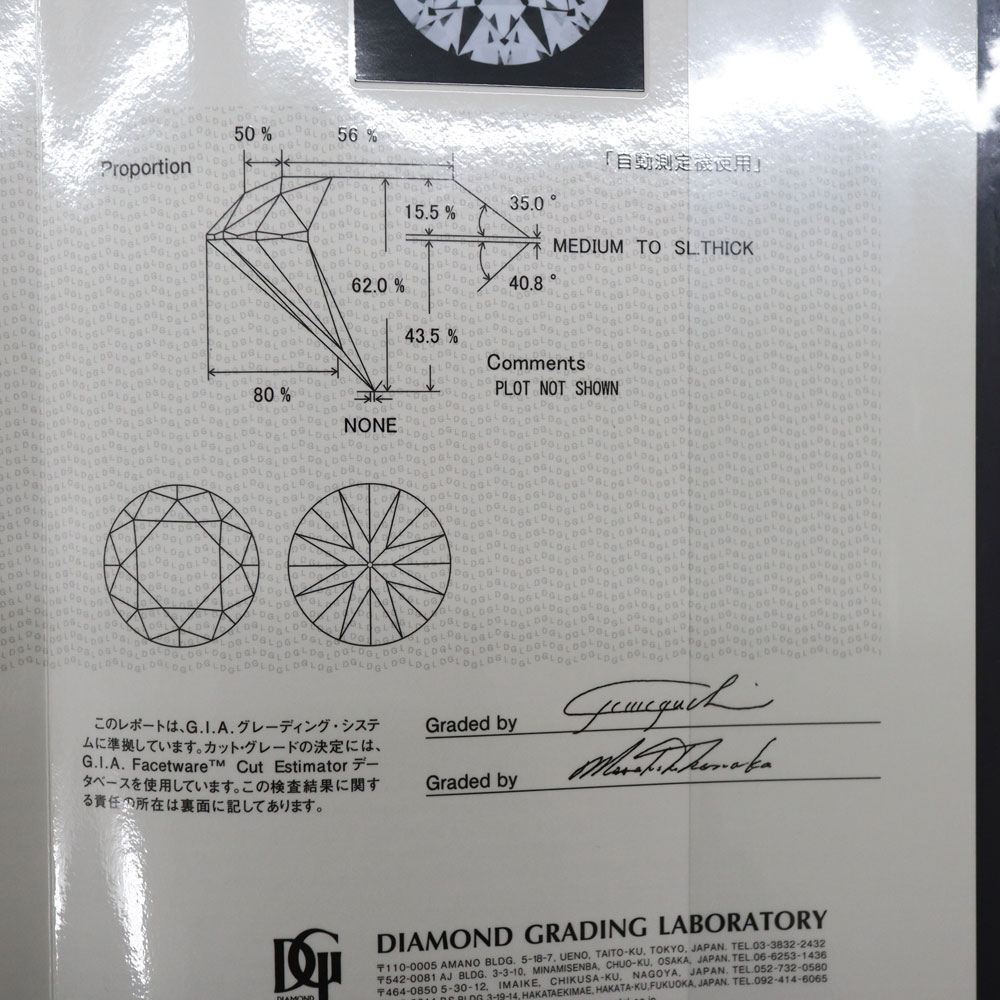 50 %
56 %
Proportion
「自動測定機使用」
15.5 %
35.0 °
MEDIUM TO SL.THICK
62.0 %
40.8 °
43.5 %
Comments
PLOT NOT SHOWN
80 %
NONE
このレポートは、G.I.A.グレーディング・システ
ムに準拠しています。カット・グレードの決定には、
G.I.A. Facetware™ Cut Estimator デー
タベースを使用しています。この検査結果に関す
る責任の所在は裏面に記してあります。
Graded by
Graded by
DGL
DIAMOND
DIAMOND GRADING LABORATORY
〒110-0005 AMANO BLDG. 5-18-7, UENO, TAITO-KU, TOKYO, JAPAN. TEL.03-3832-2432
〒542-0081 AJ BLDG. 3-3-10, MINAMISENBA, CHUO-KU, OSAKA, JAPAN. TEL.06-6253-1436
〒464-0850 5-30-12, IMAIKE, CHIKUSA-KU, NAGOYA, JAPAN. TEL.052-732-0580
BLDG. 3-19-14, HAKATAEKIMAE, HAKATA-KU,FUKUOKA,JAPAN. TEL.092-414-6065